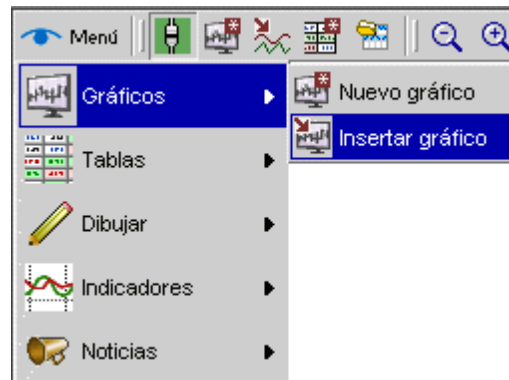 Menú
Gráficos
Nuevo gráfico
Insertar gráfico
Tablas
Dibujar
Indicadores
Noticias